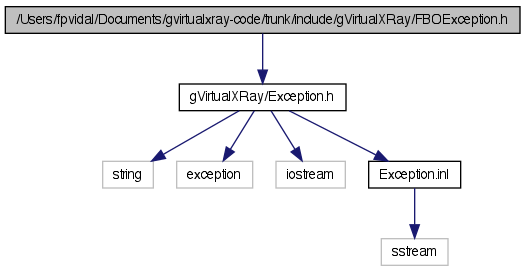 /Users/fpvidal/Documents/gvirtualxray-code/trunk/include/gVirtualXRay/FBOException.h
gVirtualXRay/Exception.h
string
exception
iostream
Exception.inl
sstream